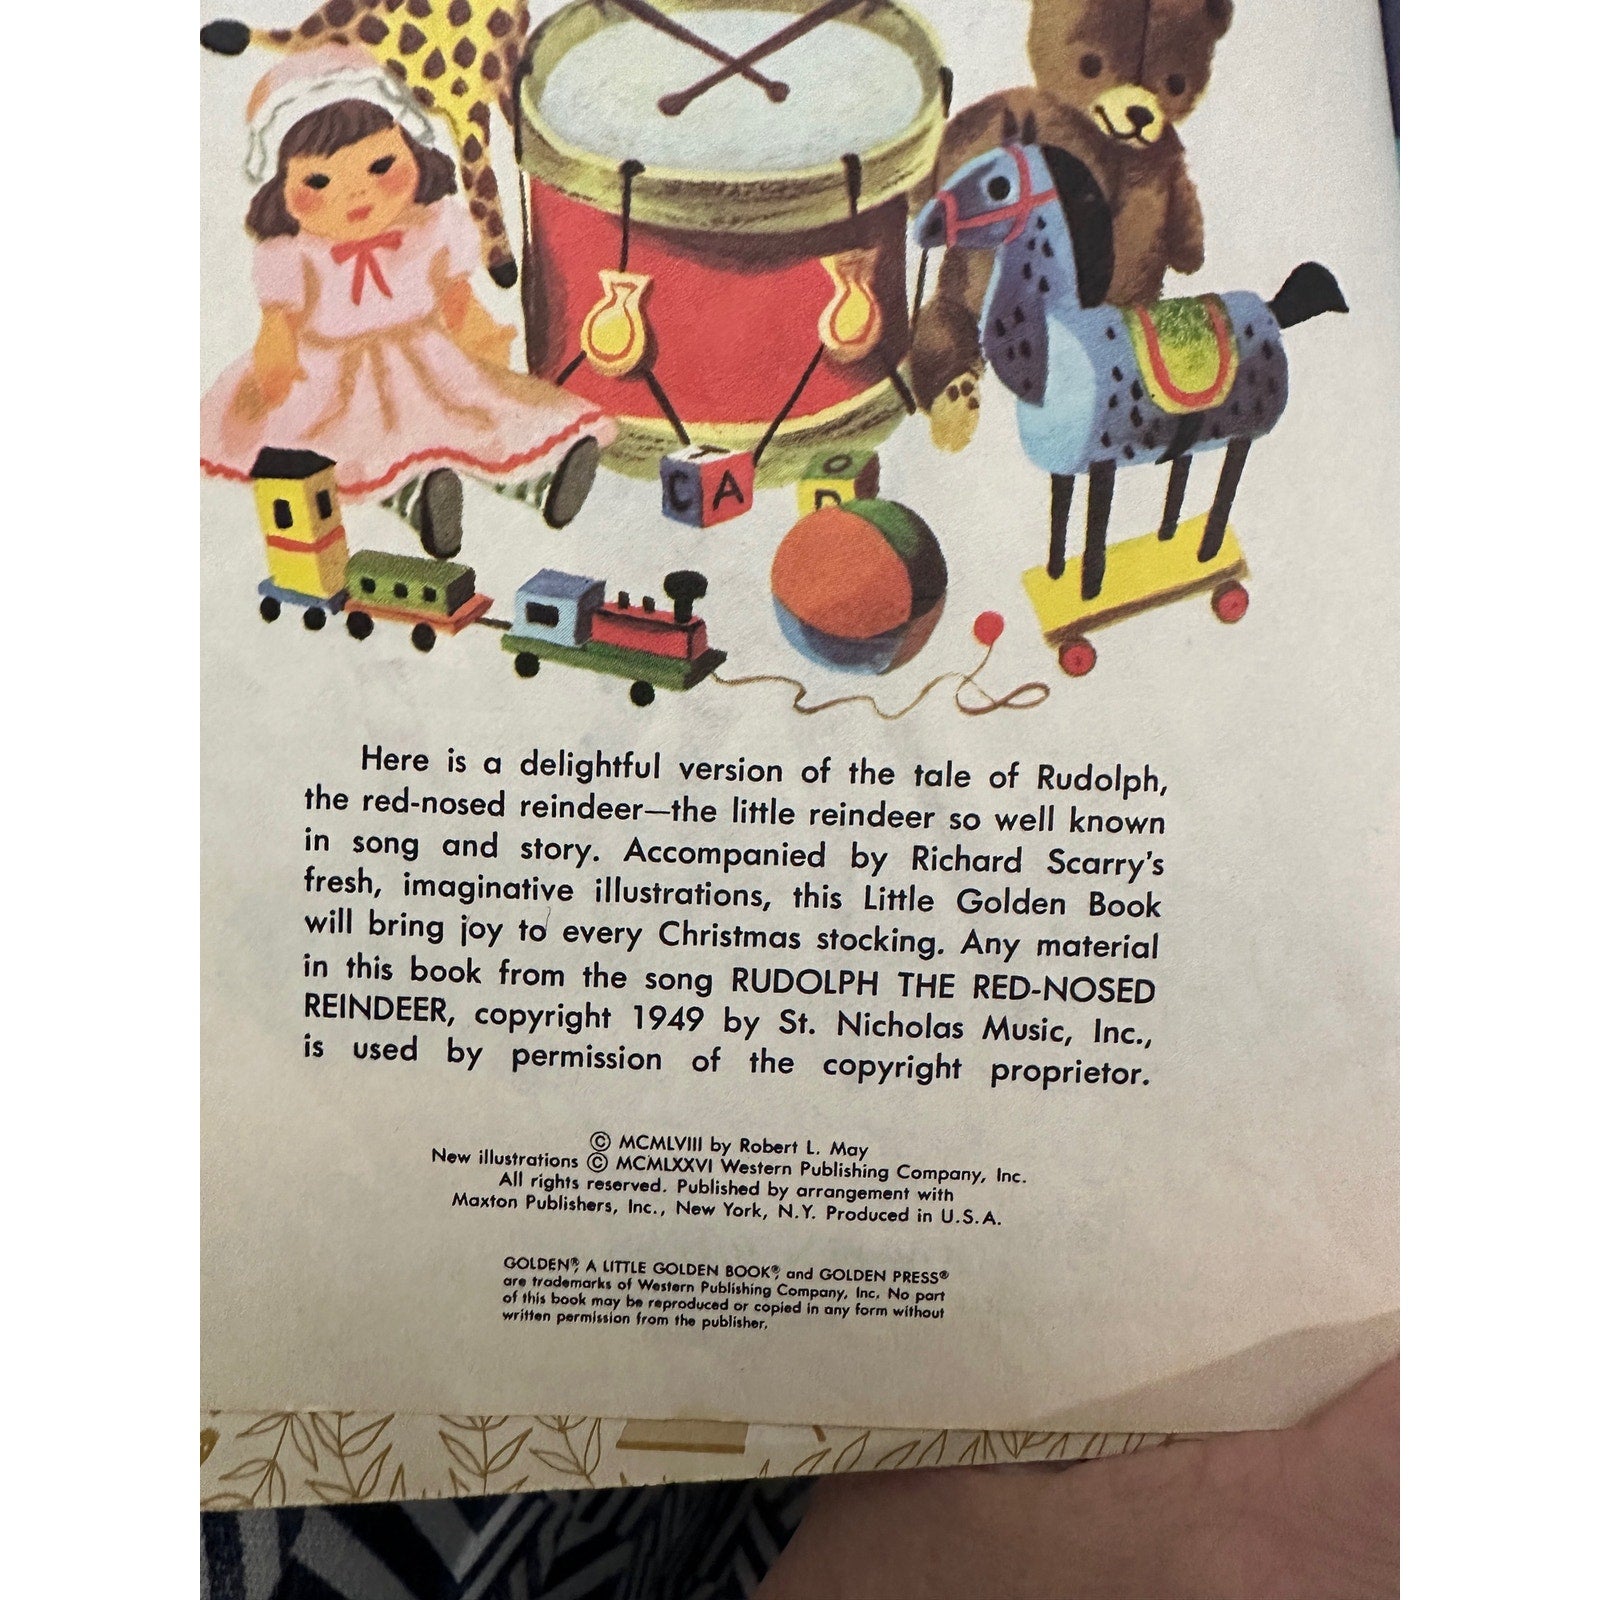 T
C A
O
D
Here is a delightful version of the tale of Rudolph,
the red-nosed reindeer—the little reindeer so well known
in song and story. Accompanied by Richard Scarry's
fresh, imaginative illustrations, this Little Golden Book
will bring joy to every Christmas stocking. Any material
in this book from the song RUDOLPH THE RED-NOSED
REINDEER, copyright 1949 by St. Nicholas Music, Inc.,
is used by permission of the copyright proprietor.
© MCMLVIII by Robert L. May
New illustrations © MCMLXXVI Western Publishing Company, Inc.
All rights reserved. Published by arrangement with
Maxton Publishers, Inc., New York, N.Y. Produced in U.S.A.
GOLDEN®, A LITTLE GOLDEN BOOK®, and GOLDEN PRESS®
are trademarks of Western Publishing Company, Inc. No part
of this book may be reproduced or copied in any form without
written permission from the publisher.